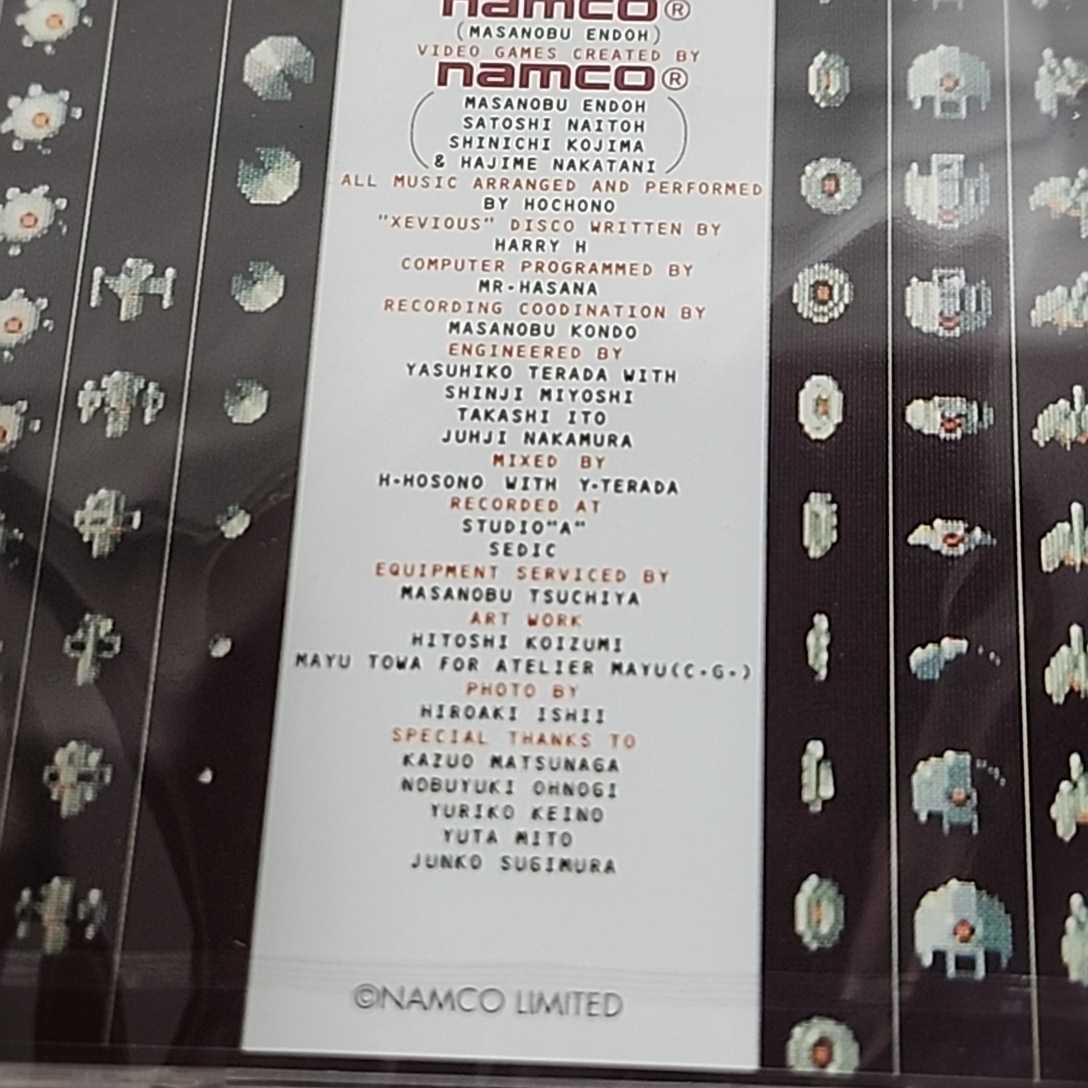 namco®
(MASANOBU ENDOH)
VIDEO GAMES CREATED BY
namco®
MASANOBU ENDOH
SATOSHI NAITOH
SHINICHI KOJIMA
& HAJIME NAKATANI
ALL MUSIC ARRANGED AND PERFORMED
BY HOCHONO
"XEVIOUS" DISCO WRITTEN BY
HARRY H
COMPUTER PROGRAMMED BY
MR·HASANA
RECORDING COODINATION BY
MASANOBU KONDO
ENGINEERED BY
YASUHIKO TERADA WITH
SHINJI MIYOSHI
TAKASHI ITO
JUHJI NAKAMURA
MIXED BY
H·HOSONO WITH Y·TERADA
RECORDED AT
STUDIO"A"
SEDIC
EQUIPMENT SERVICED BY
MASANOBU TSUCHIYA
ART WORK
HITOSHI KOIZUMI
MAYU TOWA FOR ATELIER MAYU(C·G·)
PHOTO BY
HIROAKI ISHII
SPECIAL THANKS TO
KAZUO MATSUNAGA
NOBUYUKI OHNOGI
YURIKO KEINO
YUTA MITO
JUNKO SUGIMURA
©NAMCO LIMITED